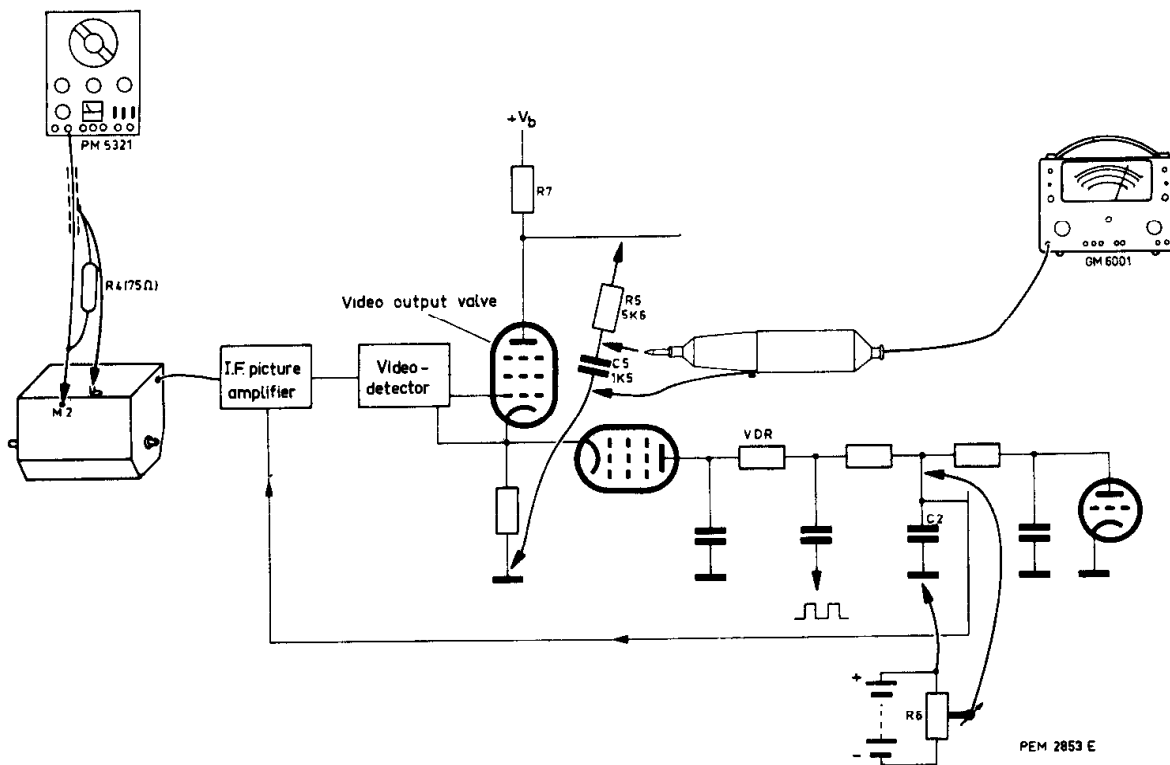 PM 5321
+Vb
R7
GM 6001
R4 (75Ω)
R5
5K6
Video output valve
C5
1K5
I.F. picture
amplifier
Video-
detector
M2
VDR
C2
+
R6
-
PEM 2853 E